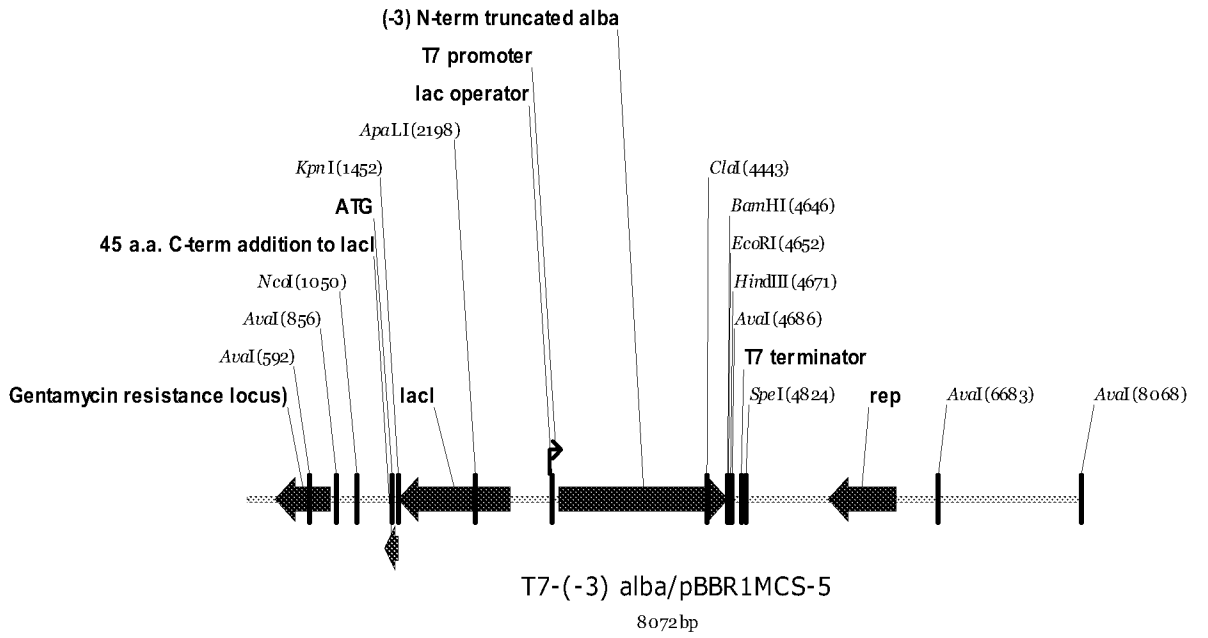 (-3) N-term truncated alba
T7 promoter
lac operator
ApaLI(2198)
KpnI(1452)
ClaI(4443)
ATG
BamHI(4646)
45 a.a. C-term addition to lacI
EcoRI(4652)
NcoI(1050)
HindIII(4671)
AvaI(856)
AvaI(4686)
AvaI(592)
T7 terminator
Gentamycin resistance locus)
lacI
SpeI(4824)
rep
AvaI(6683)
AvaI(8068)
T7-(-3) alba/pBBR1MCS-5
8072bp